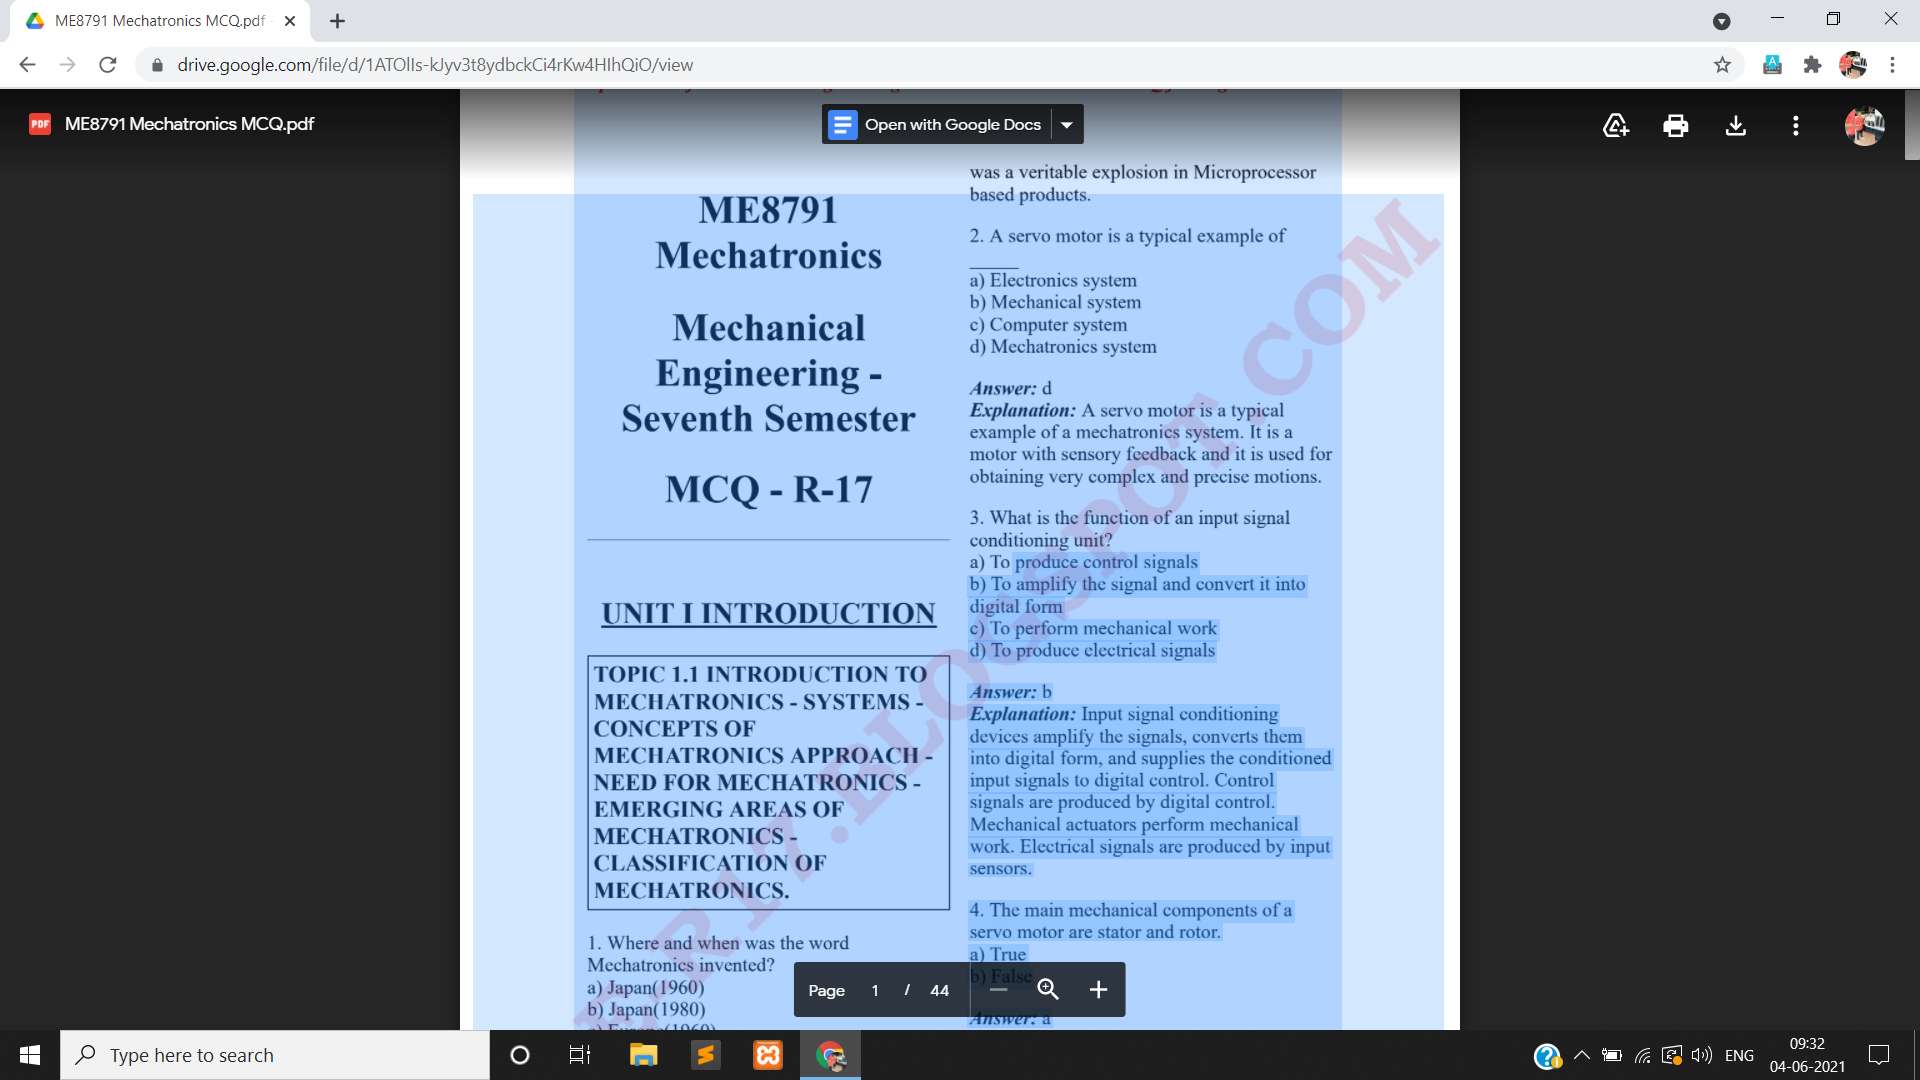 ME8791 Mechatronics MCQ.pdf
drive.google.com/file/d/1ATOlIs-kJyv3t8ydbckCi4rKw4HIhQiO/view
PDF
ME8791 Mechatronics MCQ.pdf
Open with Google Docs
ME8791
Mechatronics
Mechanical
Engineering -
Seventh Semester
MCQ - R-17
UNIT I INTRODUCTION
TOPIC 1.1 INTRODUCTION TO
MECHATRONICS - SYSTEMS -
CONCEPTS OF
MECHATRONICS APPROACH -
NEED FOR MECHATRONICS -
EMERGING AREAS OF
MECHATRONICS -
CLASSIFICATION OF
MECHATRONICS.
1. Where and when was the word
Mechatronics invented?
a) Japan(1960)
b) Japan(1980)
c) Europe(1960)
was a veritable explosion in Microprocessor
based products.
2. A servo motor is a typical example of
_____
a) Electronics system
b) Mechanical system
c) Computer system
d) Mechatronics system
Answer: d
Explanation: A servo motor is a typical
example of a mechatronics system. It is a
motor with sensory feedback and it is used for
obtaining very complex and precise motions.
3. What is the function of an input signal
conditioning unit?
a) To produce control signals
b) To amplify the signal and convert it into
digital form
c) To perform mechanical work
d) To produce electrical signals
Answer: b
Explanation: Input signal conditioning
devices amplify the signals, converts them
into digital form, and supplies the conditioned
input signals to digital control. Control
signals are produced by digital control.
Mechanical actuators perform mechanical
work. Electrical signals are produced by input
sensors.
4. The main mechanical components of a
servo motor are stator and rotor.
a) True
b) False
Answer: a
R17.BLOGSPOT.COM
Page 1 / 44
Type here to search
ENG
09:32
04-06-2021